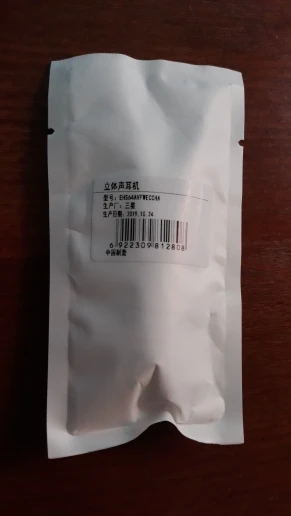 立体声耳机
型号：EHS64AVFWECCHN
生产厂：三星
生产日期：2019.10.24
6 922309 812808
中国制造